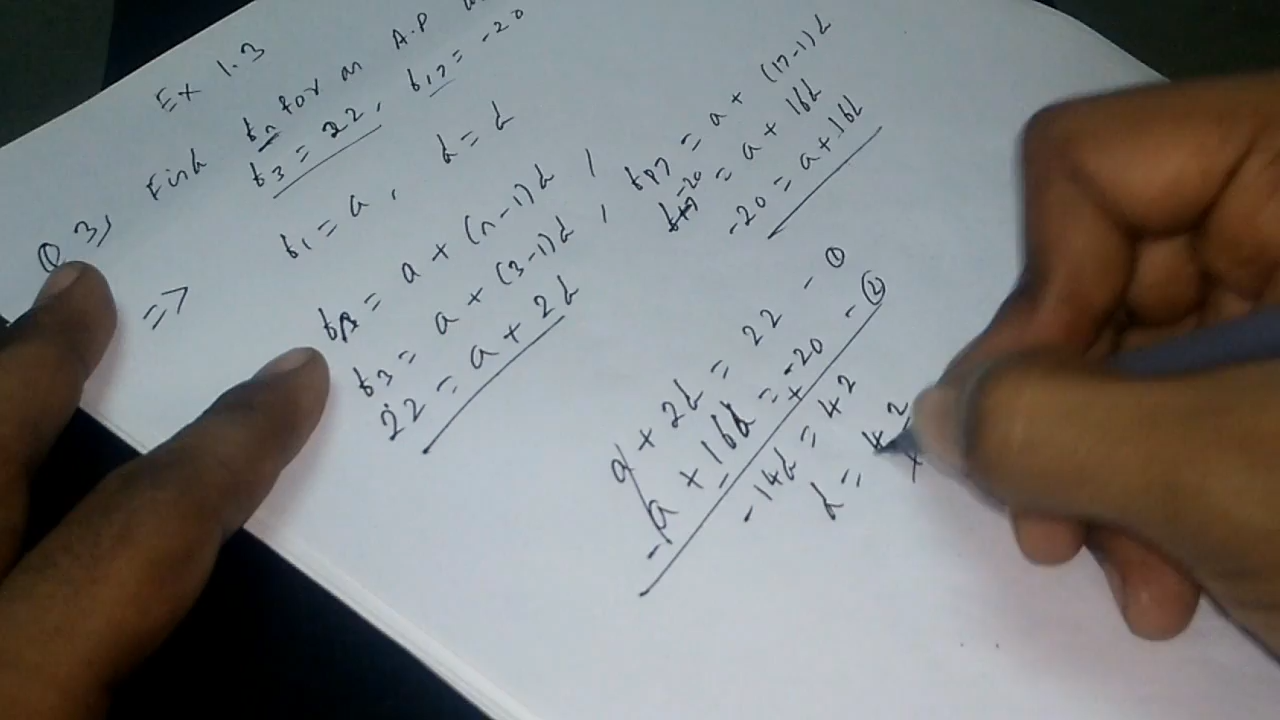 Ex 1.3
Q 3, Find tn for an A.P
t3 = 22, t17 = -20
=>
t1 = a, d = d
tn = a + (n-1)d |
t3 = a + (3-1)d |
22 = a + 2d
t17 = a + (17-1)d
-20 = a + 16d
-20 = a + 16d
a + 2d = 22 - ①
a + 16d = -20 - ②
- - +
-14d = 42
d = 42